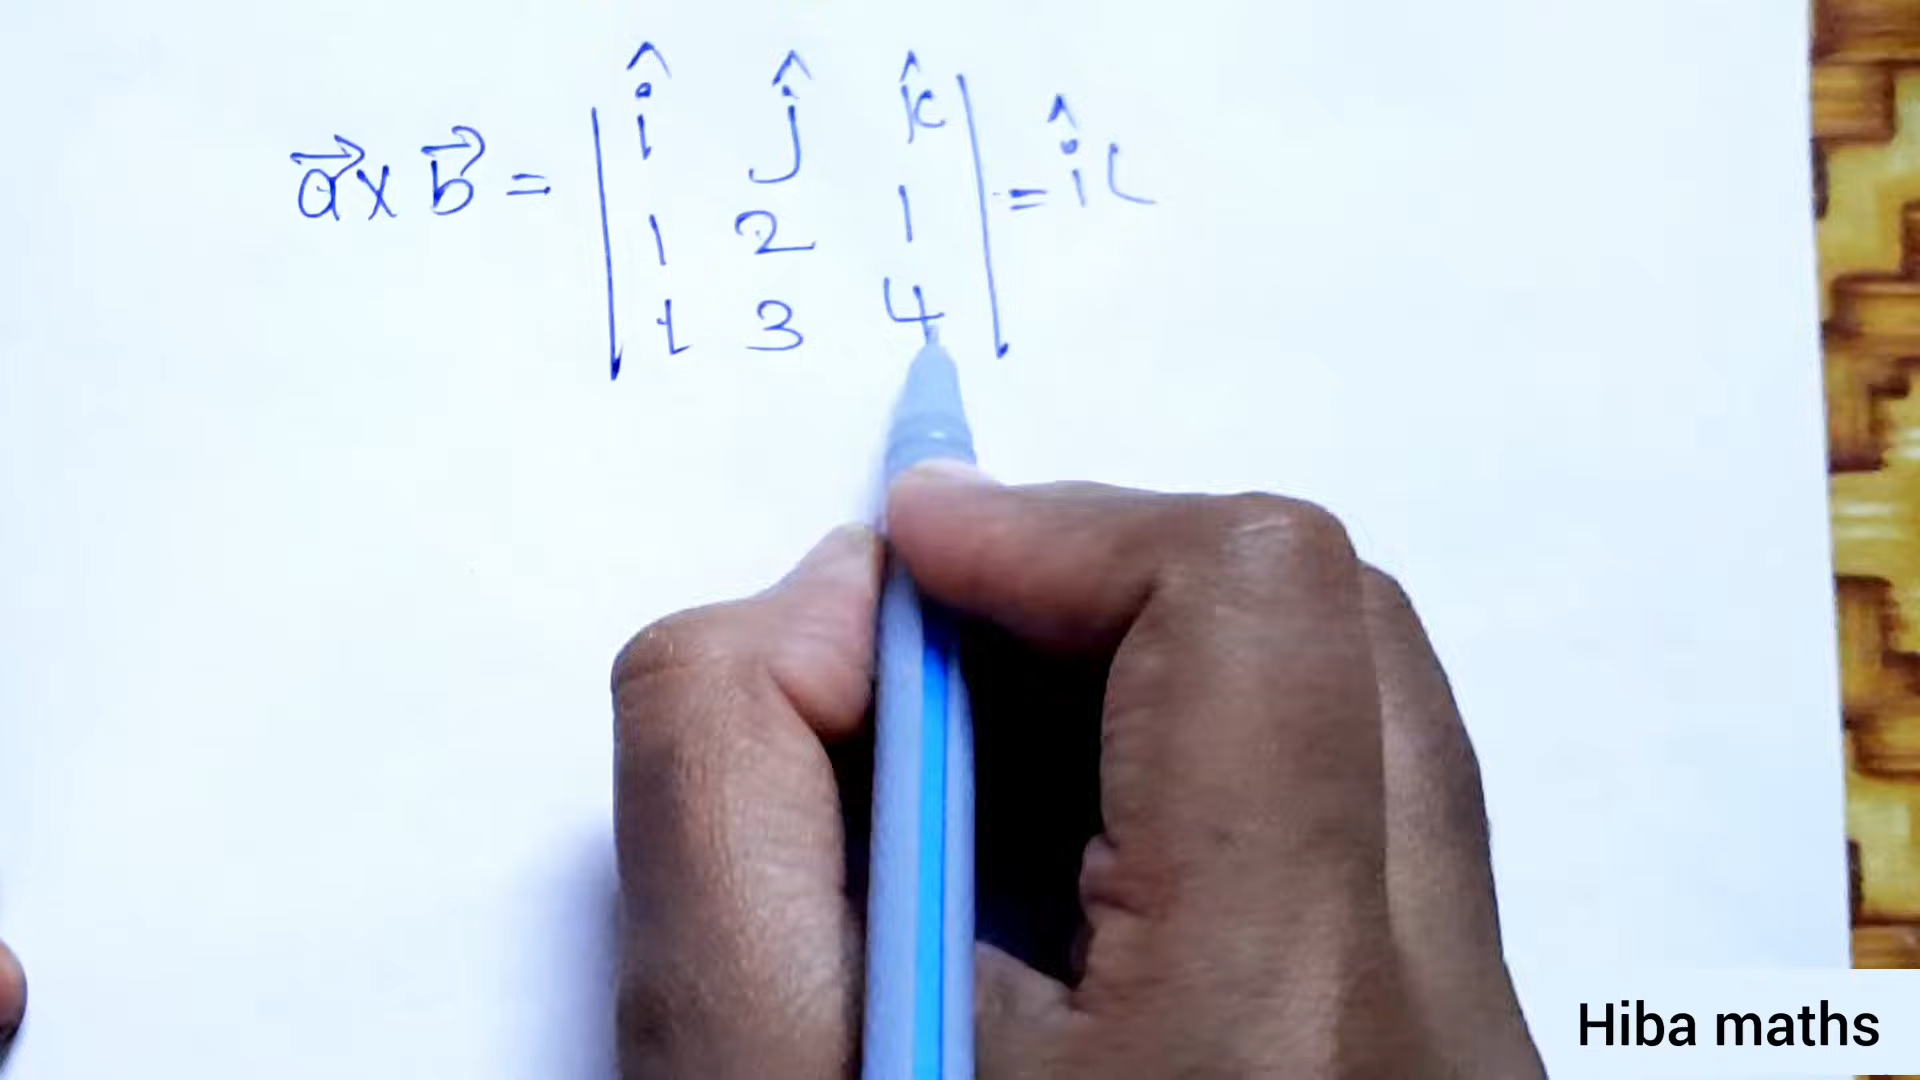 î ĵ k̂
a⃗ x b⃗ = | | = î (
1 2 1
1 3 4
Hiba maths